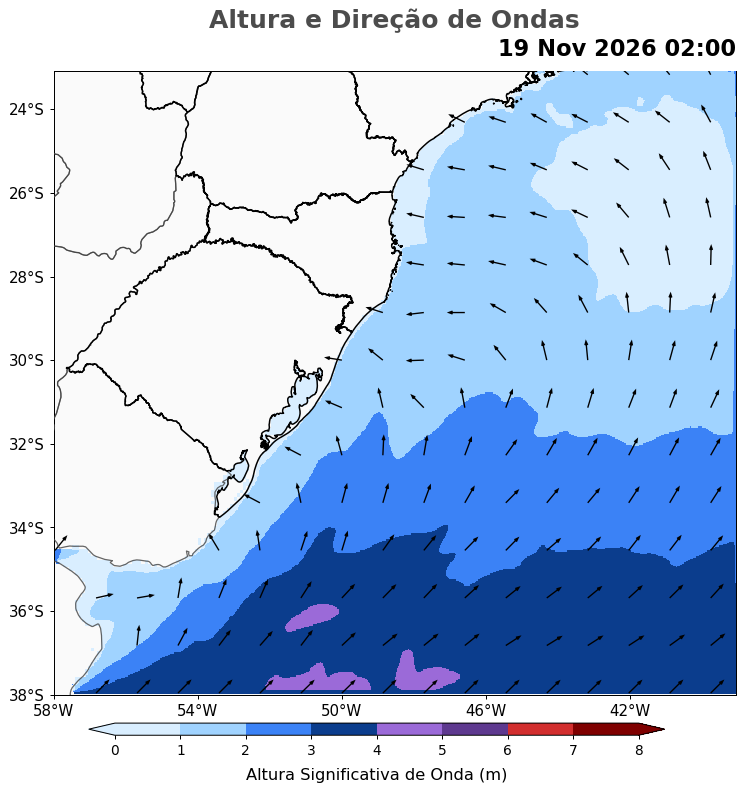 Altura e Direção de Ondas
19 Nov 2026 02:00
24°S
26°S
28°S
30°S
32°S
34°S
36°S
38°S
58°W 54°W 50°W 46°W 42°W
0 1 2 3 4 5 6 7 8
Altura Significativa de Onda (m)